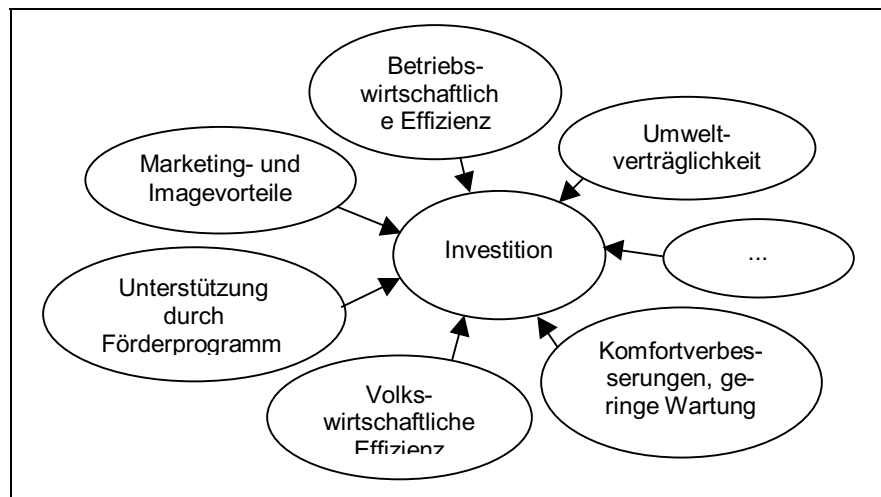 Betriebs-
wirtschaftlich
e Effizienz
Umwelt-
verträglichkeit
Marketing- und
Imagevorteile
Investition
...
Unterstützung
durch
Förderprogramm
Komfortverbes-
serungen, ge-
ringe Wartung
Volks-
wirtschaftliche
Effizienz